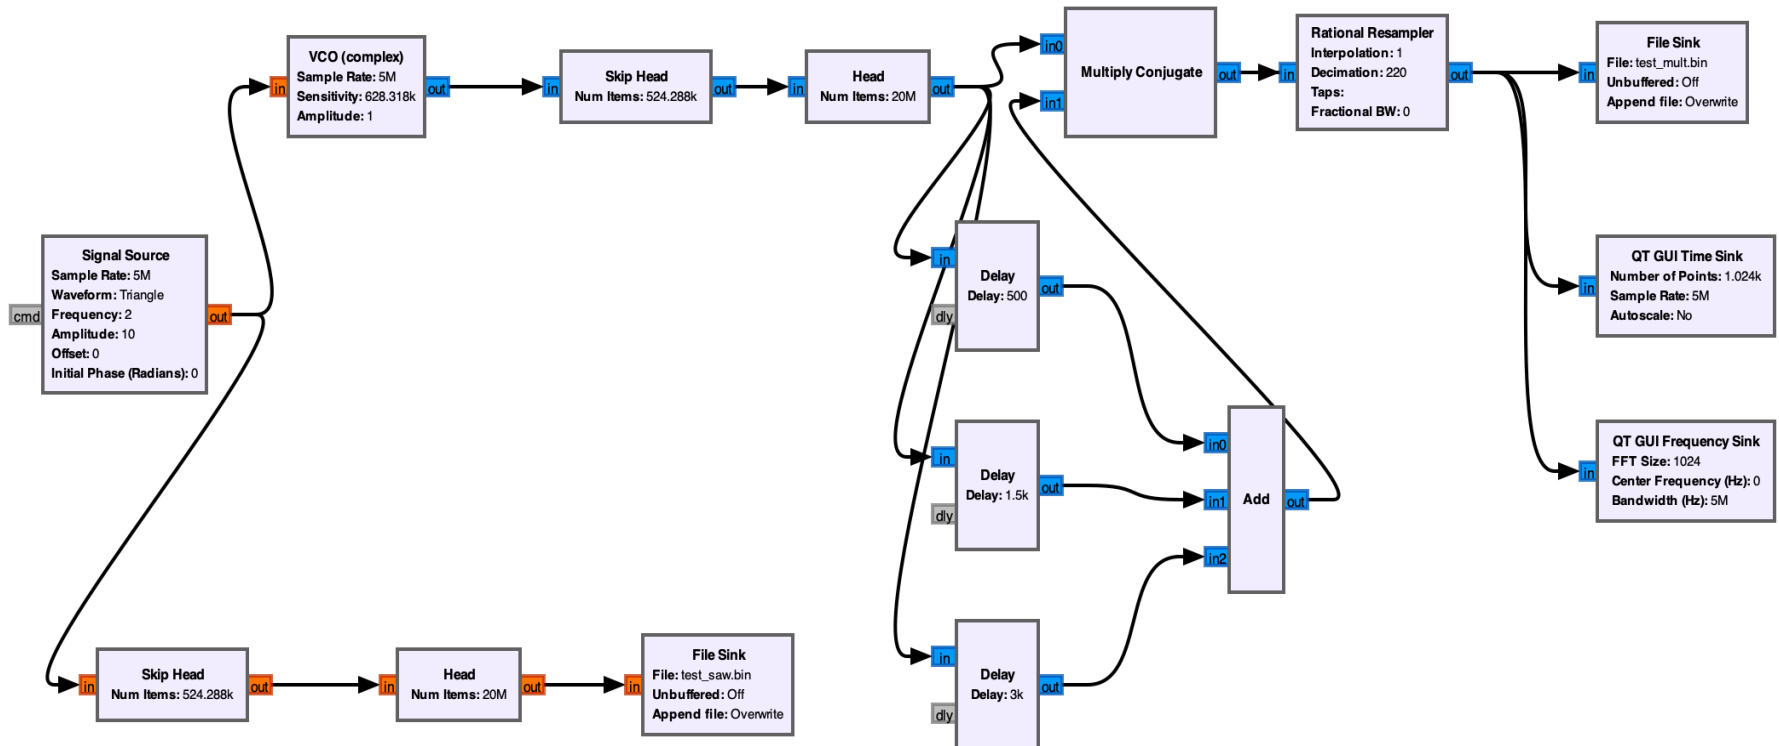 VCO (complex)
Sample Rate: 5M
Sensitivity: 628.318k
Amplitude: 1
in
out
Skip Head
Num Items: 524.288k
in
out
Head
Num Items: 20M
in
out
Multiply Conjugate
in0
in1
out
Rational Resampler
Interpolation: 1
Decimation: 220
Taps:
Fractional BW: 0
in
out
File Sink
File: test_mult.bin
Unbuffered: Off
Append file: Overwrite
in
Signal Source
Sample Rate: 5M
Waveform: Triangle
Frequency: 2
Amplitude: 10
Offset: 0
Initial Phase (Radians): 0
cmd
out
Delay
Delay: 500
in
dly
out
QT GUI Time Sink
Number of Points: 1.024k
Sample Rate: 5M
Autoscale: No
in
Delay
Delay: 1.5k
in
dly
out
Add
in0
in1
in2
out
QT GUI Frequency Sink
FFT Size: 1024
Center Frequency (Hz): 0
Bandwidth (Hz): 5M
in
Skip Head
Num Items: 524.288k
in
out
Head
Num Items: 20M
in
out
File Sink
File: test_saw.bin
Unbuffered: Off
Append file: Overwrite
in
Delay
Delay: 3k
in
dly
out